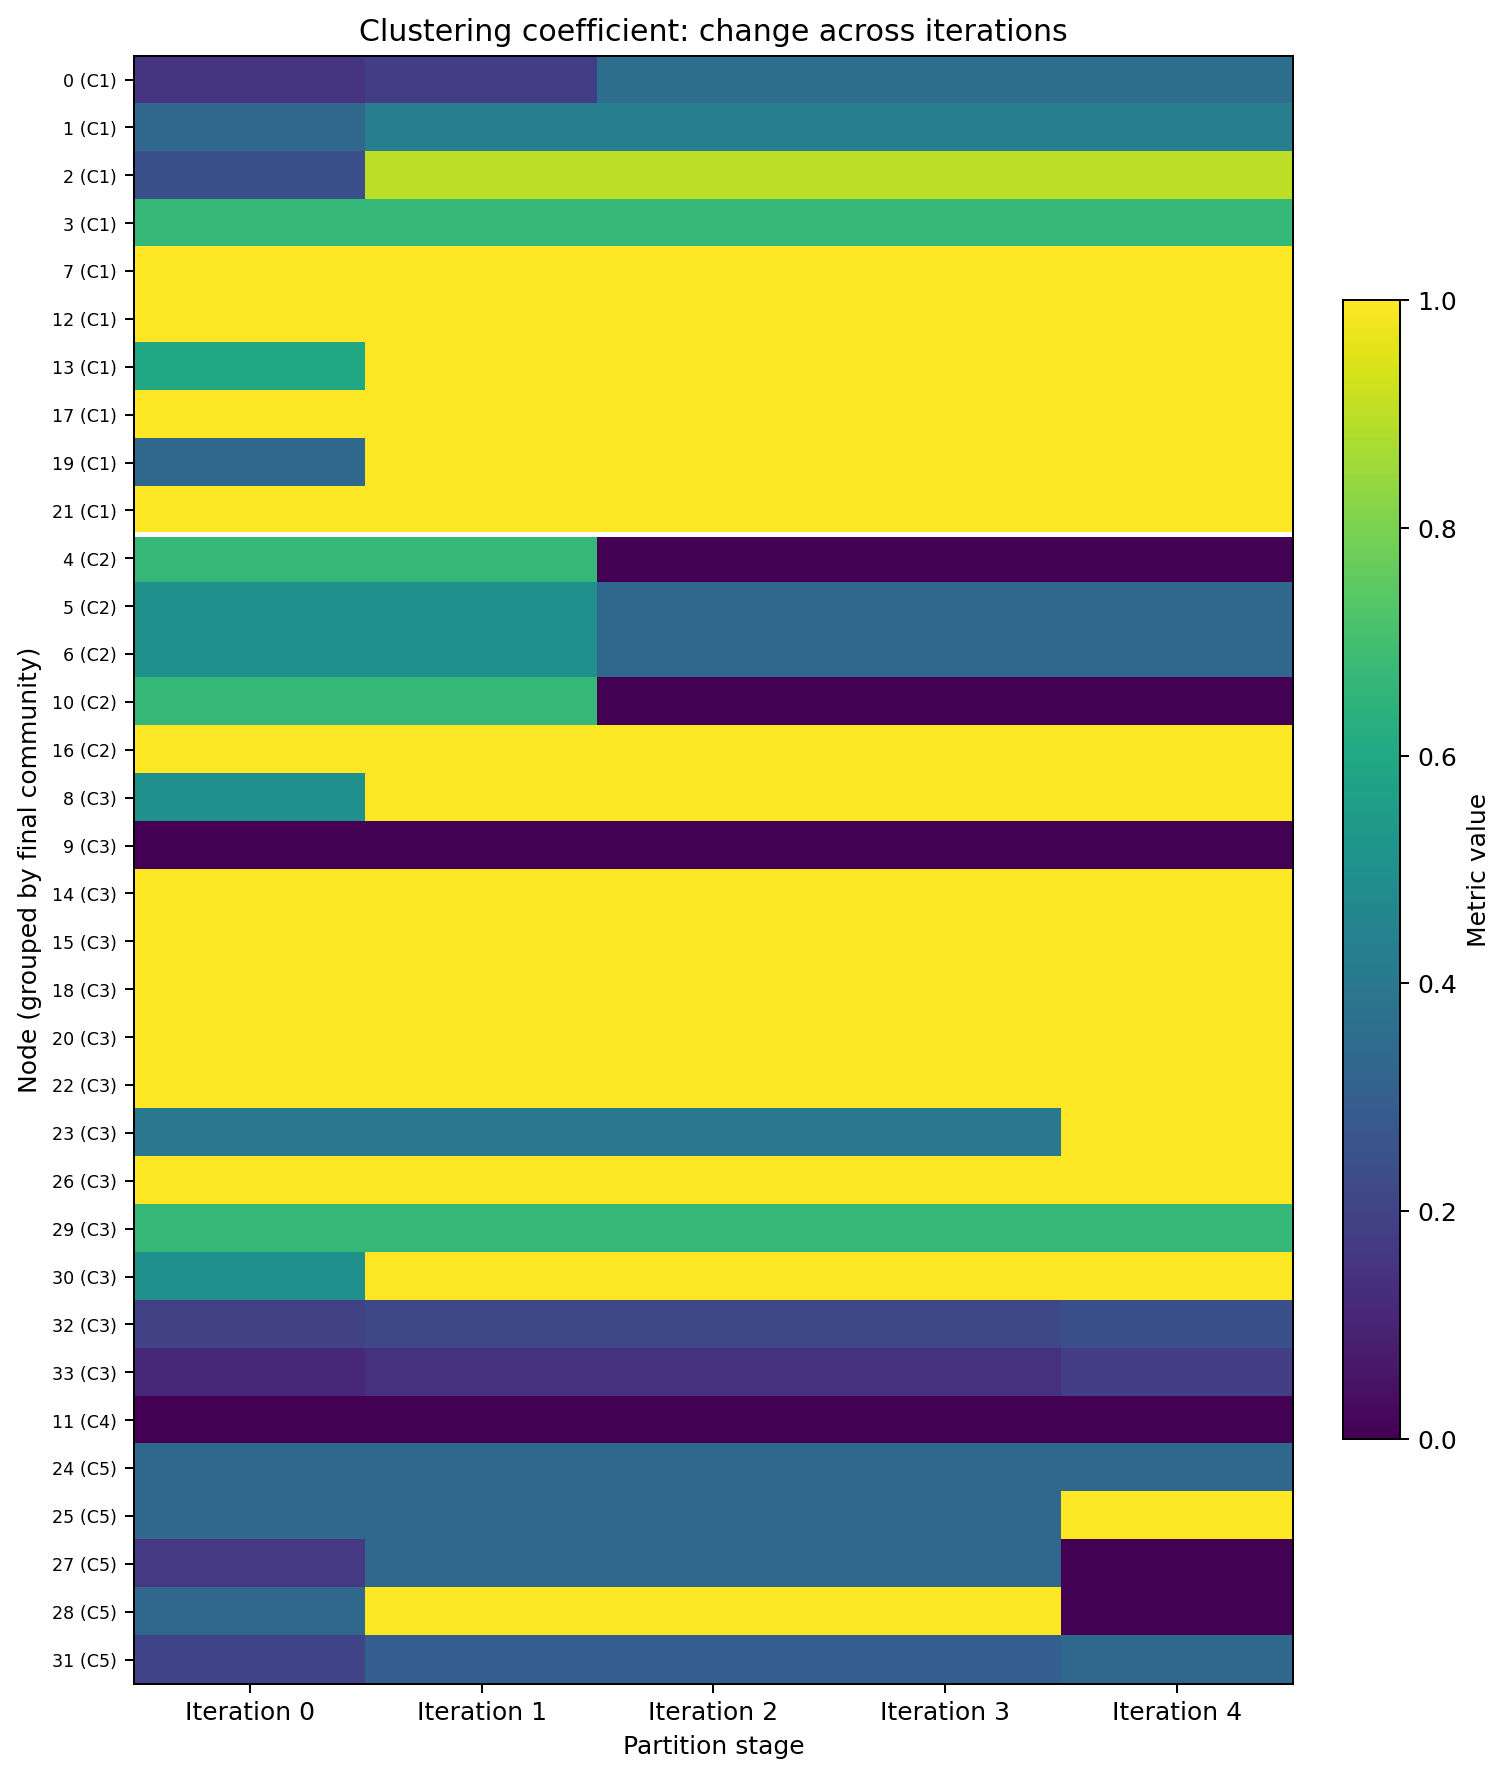 Clustering coefficient: change across iterations
0 (C1)
1 (C1)
2 (C1)
3 (C1)
7 (C1)
12 (C1)
13 (C1)
17 (C1)
19 (C1)
21 (C1)
4 (C2)
5 (C2)
6 (C2)
10 (C2)
16 (C2)
8 (C3)
9 (C3)
14 (C3)
15 (C3)
18 (C3)
20 (C3)
22 (C3)
23 (C3)
26 (C3)
29 (C3)
30 (C3)
32 (C3)
33 (C3)
11 (C4)
24 (C5)
25 (C5)
27 (C5)
28 (C5)
31 (C5)
Node (grouped by final community)
Iteration 0
Iteration 1
Iteration 2
Iteration 3
Iteration 4
Partition stage
1.0
0.8
0.6
0.4
0.2
0.0
Metric value